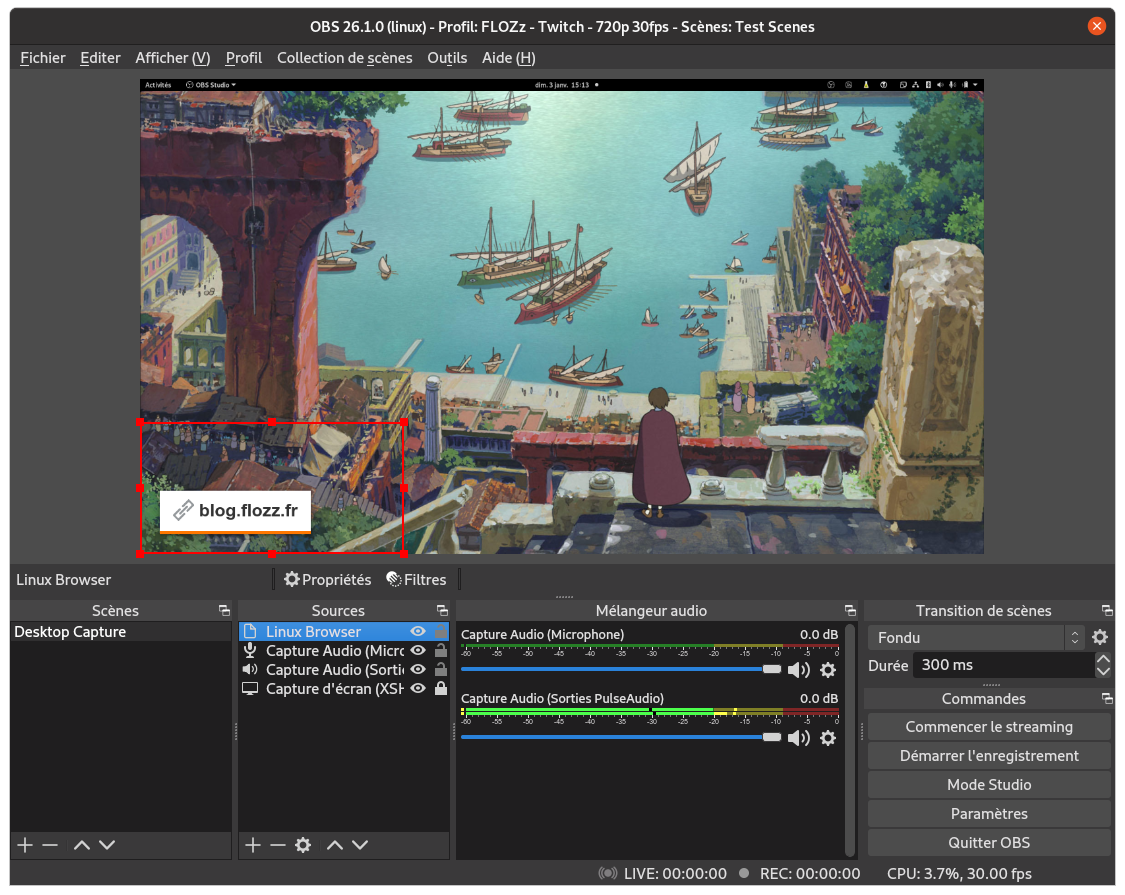 OBS 26.1.0 (linux) - Profil: FLOZz - Twitch - 720p 30fps - Scènes: Test Scenes
Fichier Editer Afficher (V) Profil Collection de scènes Outils Aide (H)
Activités OBS Studio dim. 3 janv. 15:13
blog.flozz.fr
Linux Browser Propriétés Filtres
Scènes
Desktop Capture
Sources
Linux Browser
Capture Audio (Micro
Capture Audio (Sortie
Capture d'écran (XSH
Mélangeur audio
Capture Audio (Microphone) 0.0 dB
-60 -55 -50 -45 -40 -35 -30 -25 -20 -15 -10 -5 0
Capture Audio (Sorties PulseAudio) 0.0 dB
-60 -55 -50 -45 -40 -35 -30 -25 -20 -15 -10 -5 0
Transition de scènes
Fondu
Durée 300 ms
Commandes
Commencer le streaming
Démarrer l'enregistrement
Mode Studio
Paramètres
Quitter OBS
LIVE: 00:00:00 REC: 00:00:00 CPU: 3.7%, 30.00 fps